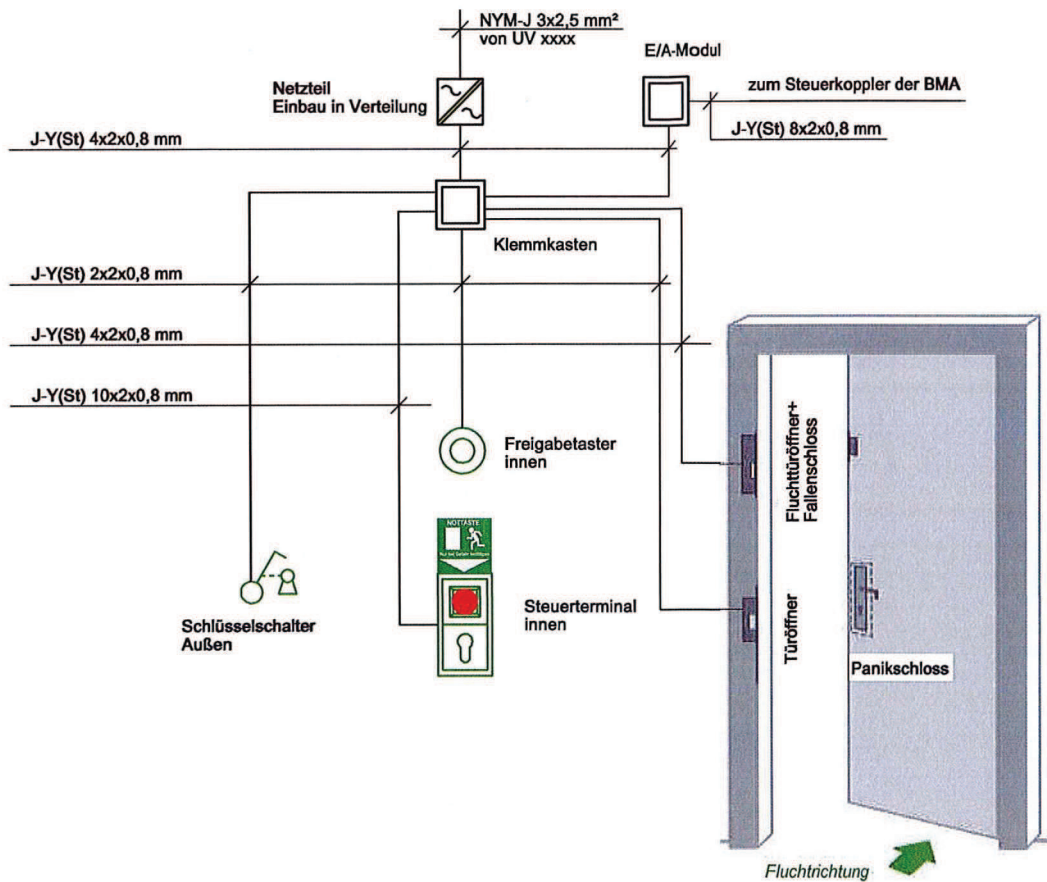 NYM-J 3x2,5 mm²
von UV xxxx
E/A-Modul
Netzteil
Einbau in Verteilung
zum Steuerkoppler der BMA
J-Y(St) 4x2x0,8 mm
J-Y(St) 8x2x0,8 mm
Klemmkasten
J-Y(St) 2x2x0,8 mm
J-Y(St) 4x2x0,8 mm
J-Y(St) 10x2x0,8 mm
Freigabetaster
innen
Fluchttüröffner+
Fallenschloss
NOTTASTE
Schlüsselschalter
Außen
Steuerterminal
innen
Türöffner
Panikschloss
Fluchtrichtung